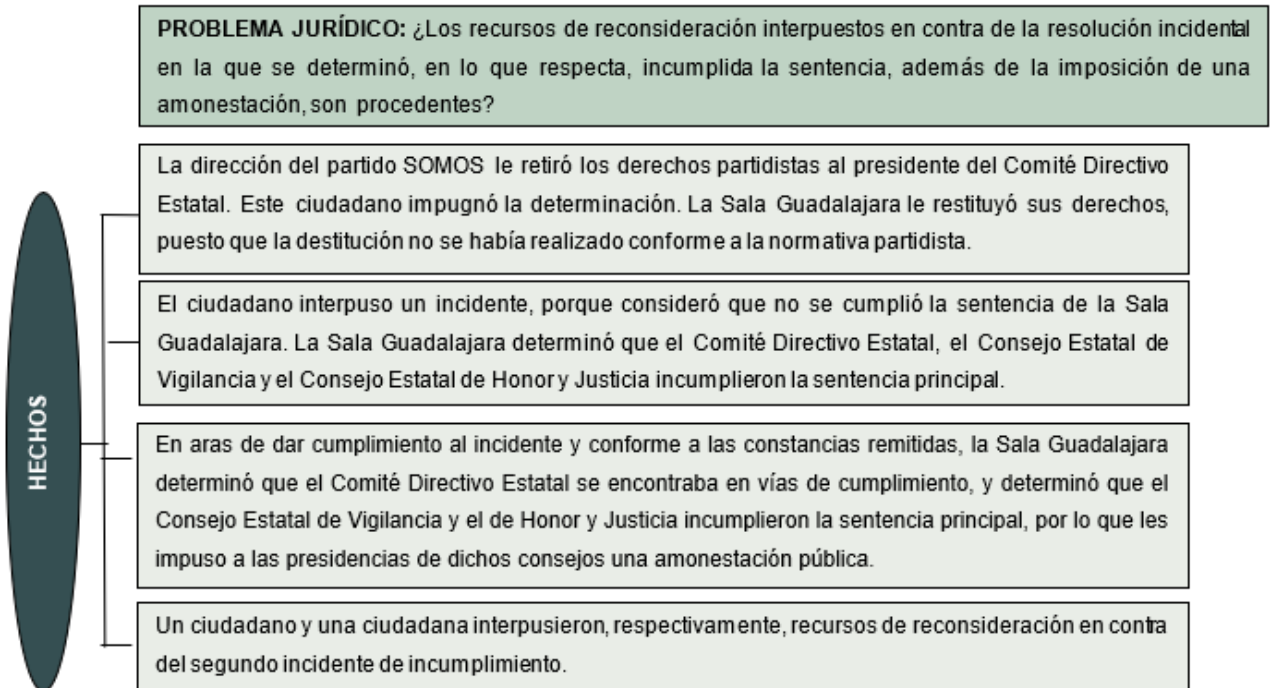 PROBLEMA JURÍDICO: ¿Los recursos de reconsideración interpuestos en contra de la resolución incidental
en la que se determinó, en lo que respecta, incumplida la sentencia, además de la imposición de una
amonestación, son procedentes?
HECHOS
La dirección del partido SOMOS le retiró los derechos partidistas al presidente del Comité Directivo
Estatal. Este ciudadano impugnó la determinación. La Sala Guadalajara le restituyó sus derechos,
puesto que la destitución no se había realizado conforme a la normativa partidista.
El ciudadano interpuso un incidente, porque consideró que no se cumplió la sentencia de la Sala
Guadalajara. La Sala Guadalajara determinó que el Comité Directivo Estatal, el Consejo Estatal de
Vigilancia y el Consejo Estatal de Honor y Justicia incumplieron la sentencia principal.
En aras de dar cumplimiento al incidente y conforme a las constancias remitidas, la Sala Guadalajara
determinó que el Comité Directivo Estatal se encontraba en vías de cumplimiento, y determinó que el
Consejo Estatal de Vigilancia y el de Honor y Justicia incumplieron la sentencia principal, por lo que les
impuso a las presidencias de dichos consejos una amonestación pública.
Un ciudadano y una ciudadana interpusieron, respectivamente, recursos de reconsideración en contra
del segundo incidente de incumplimiento.